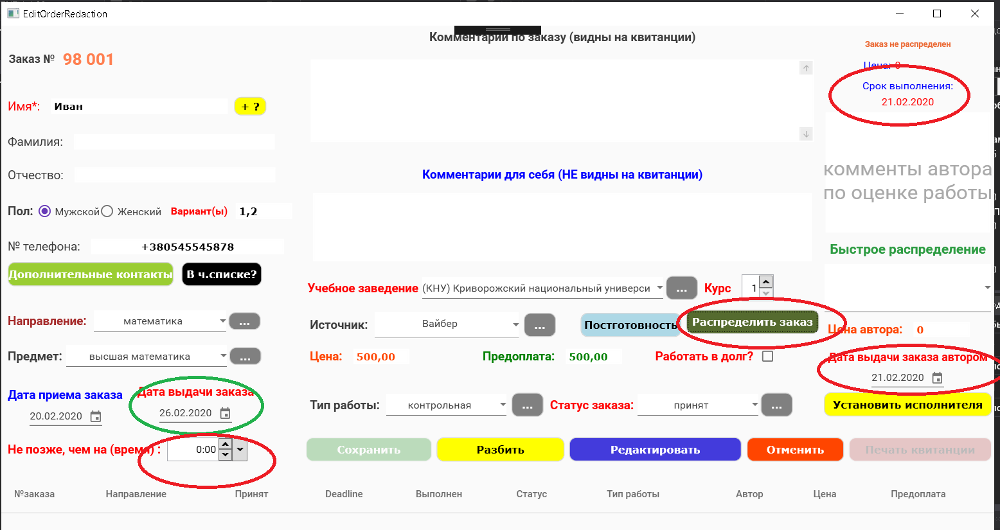 EditOrderRedaction
Комментарии по заказу (видны на квитанции)
Заказ не распределен
Заказ № 98 001
Цена: 0
Срок выполнения:
21.02.2020
Имя*: Иван + ?
Фамилия:
комменты автора
по оценке работы
Отчество:
Комментарии для себя (НЕ видны на квитанции)
Пол: Мужской Женский Вариант(ы) 1,2
№ телефона: +380545545878
Быстрое распределение
Дополнительные контакты В ч.списке?
Учебное заведение (КНУ) Криворожский национальный универси ... Курс 1
Направление: математика ...
Источник: Вайбер ... Постготовность Распределить заказ
Цена автора: 0
Предмет: высшая математика ...
Цена: 500,00 Предоплата: 500,00 Работать в долг?
Дата выдачи заказа автором
21.02.2020
Дата приема заказа Дата выдачи заказа
20.02.2020 26.02.2020
Тип работы: контрольная ... Статус заказа: принят ...
Установить исполнителя
Не позже, чем на (время) : 0:00
Сохранить Разбить Редактировать Отменить Печать квитанции
№заказа Направление Принят Deadline Выполнен Статус Тип работы Автор Цена Предоплата